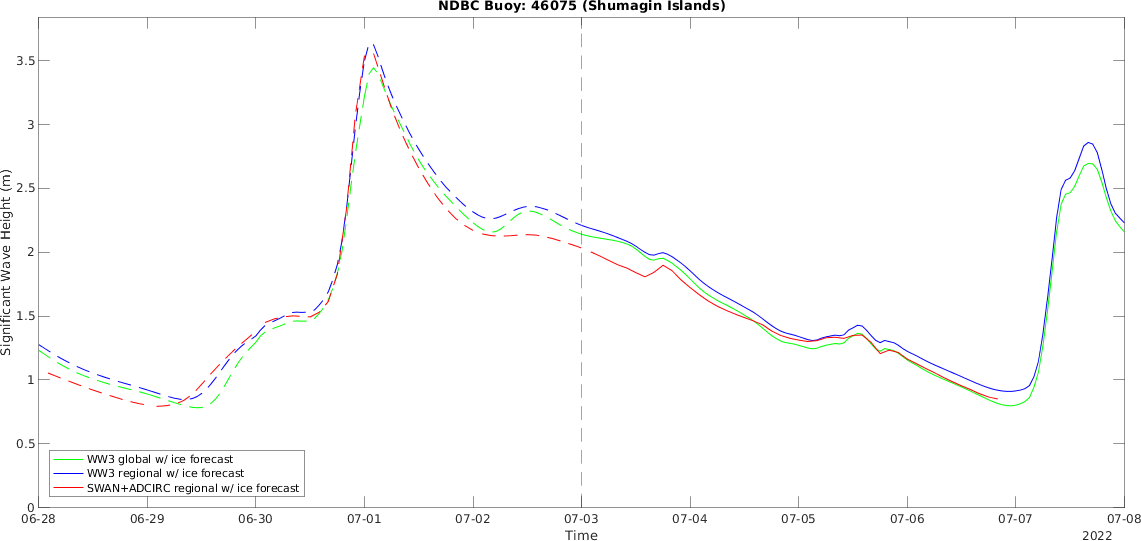 NDBC Buoy: 46075 (Shumagin Islands)
Significant Wave Height (m)
3.5
3
2.5
2
1.5
1
0.5
0
WW3 global w/ ice forecast
WW3 regional w/ ice forecast
SWAN+ADCIRC regional w/ ice forecast
06-28 06-29 06-30 07-01 07-02 07-03 07-04 07-05 07-06 07-07 07-08
Time
2022